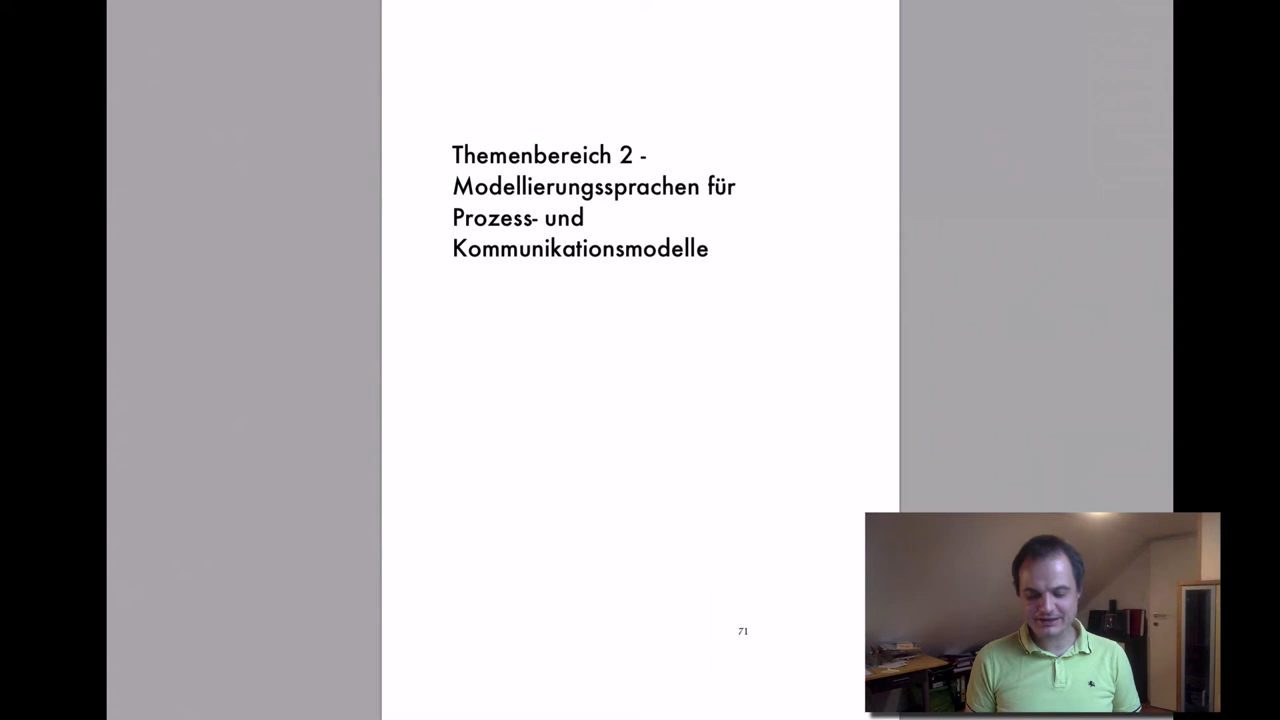 Themenbereich 2 -
Modellierungssprachen für
Prozess- und
Kommunikationsmodelle
71